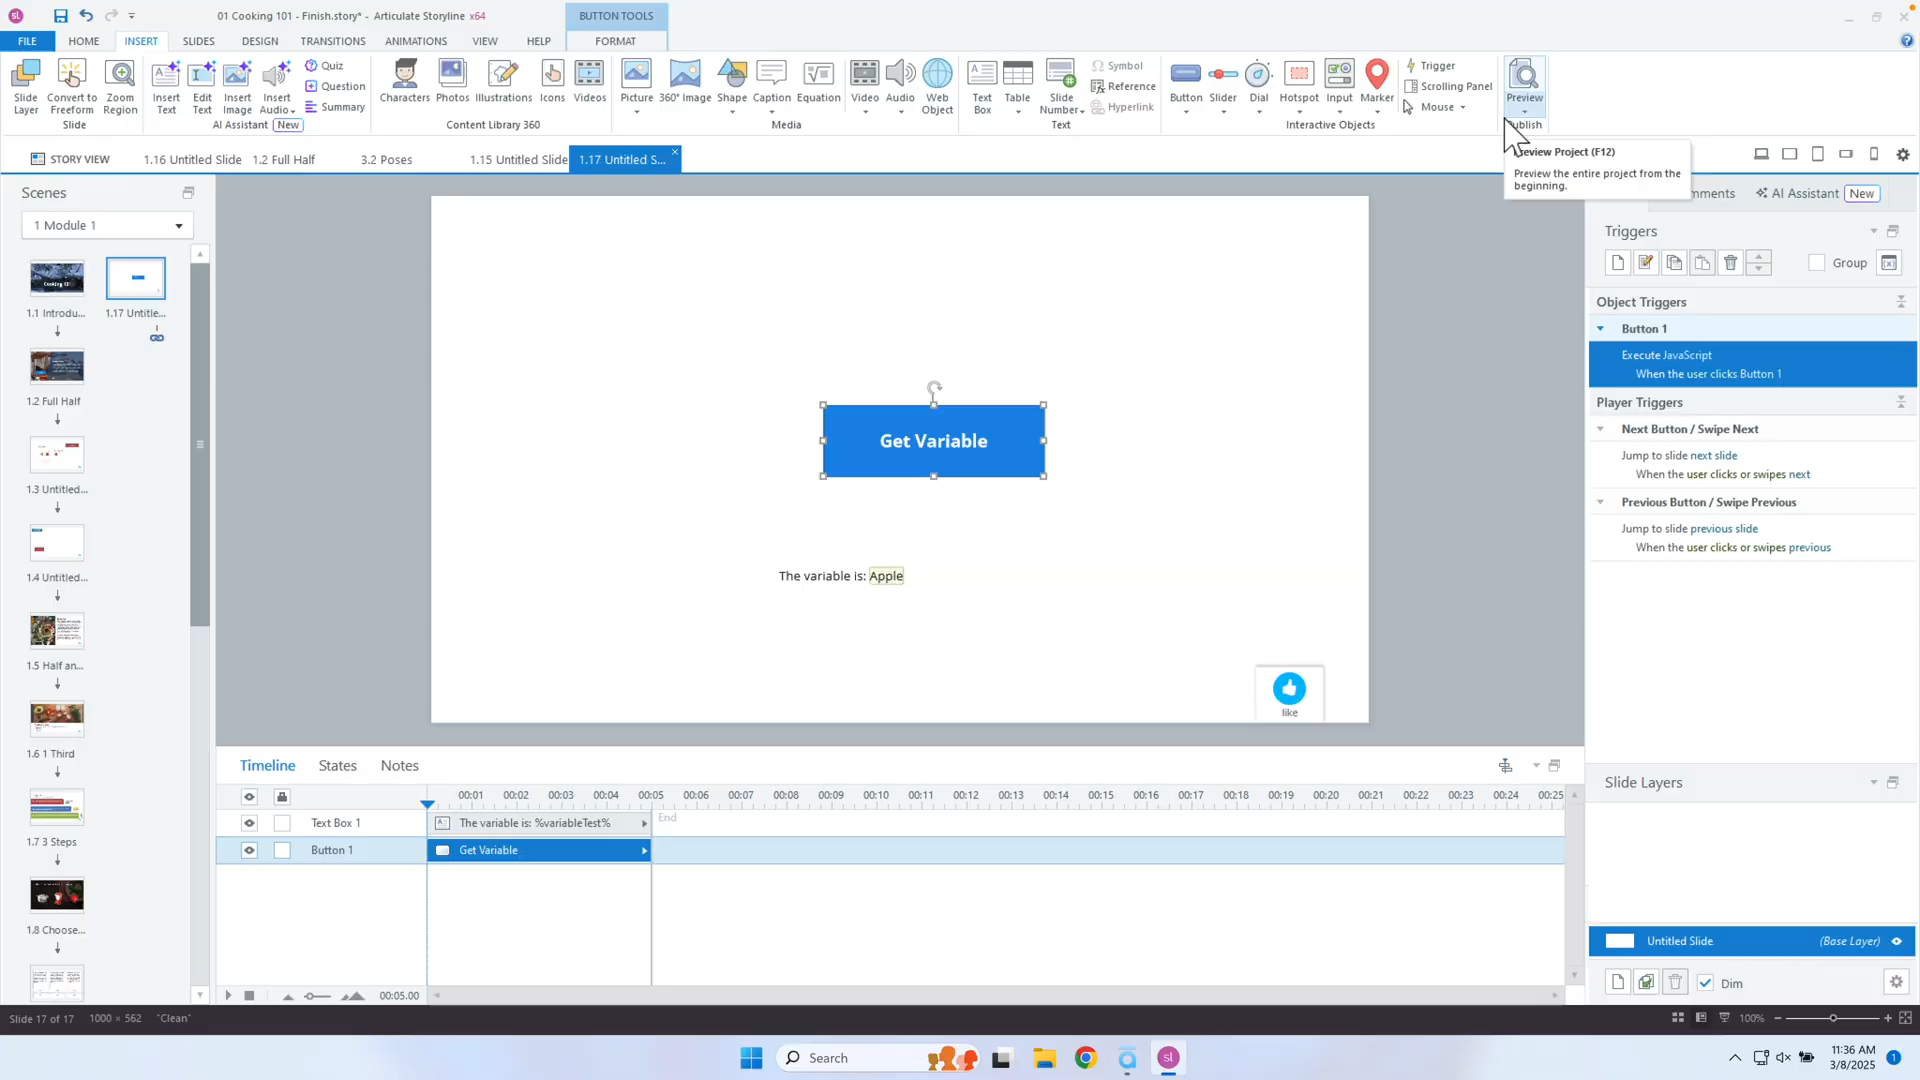 01 Cooking 101 - Finish.story* - Articulate Storyline x64
BUTTON TOOLS
FILE HOME INSERT SLIDES DESIGN TRANSITIONS ANIMATIONS VIEW HELP FORMAT
Slide Layer
Convert to Freeform
Zoom Region
Slide
Insert Text
Edit Text
Insert Image
Insert Audio
Quiz
Question
Summary
AI Assistant New
Characters
Photos
Illustrations
Icons
Videos
Content Library 360
Picture
360° Image
Shape
Caption
Equation
Video
Audio
Web Object
Media
Text Box
Table
Slide Number
Symbol
Reference
Hyperlink
Text
Button
Slider
Dial
Hotspot
Input
Marker
Trigger
Scrolling Panel
Mouse
Interactive Objects
Preview
Preview Project (F12)
Preview the entire project from the
beginning.
STORY VIEW
1.16 Untitled Slide
1.2 Full Half
3.2 Poses
1.15 Untitled Slide
1.17 Untitled S...
Scenes
1 Module 1
1.1 Introdu...
1.17 Untitle...
1.2 Full Half
1.3 Untitled...
1.4 Untitled...
1.5 Half an...
1.6 1 Third
1.7 3 Steps
1.8 Choose...
Get Variable
The variable is: Apple
like
AI Assistant New
Triggers
Group
Object Triggers
Button 1
Execute JavaScript
When the user clicks Button 1
Player Triggers
Next Button / Swipe Next
Jump to slide next slide
When the user clicks or swipes next
Previous Button / Swipe Previous
Jump to slide previous slide
When the user clicks or swipes previous
Timeline States Notes
00:01 00:02 00:03 00:04 00:05 00:06 00:07 00:08 00:09 00:10 00:11 00:12 00:13 00:14 00:15 00:16 00:17 00:18 00:19 00:20 00:21 00:22 00:23 00:24 00:25
Text Box 1 The variable is: %variableTest% End
Button 1 Get Variable
00:05.00
Slide Layers
Untitled Slide (Base Layer)
Dim
Slide 17 of 17 1000 × 562 "Clean"
100%
Search
11:36 AM
3/8/2025
1